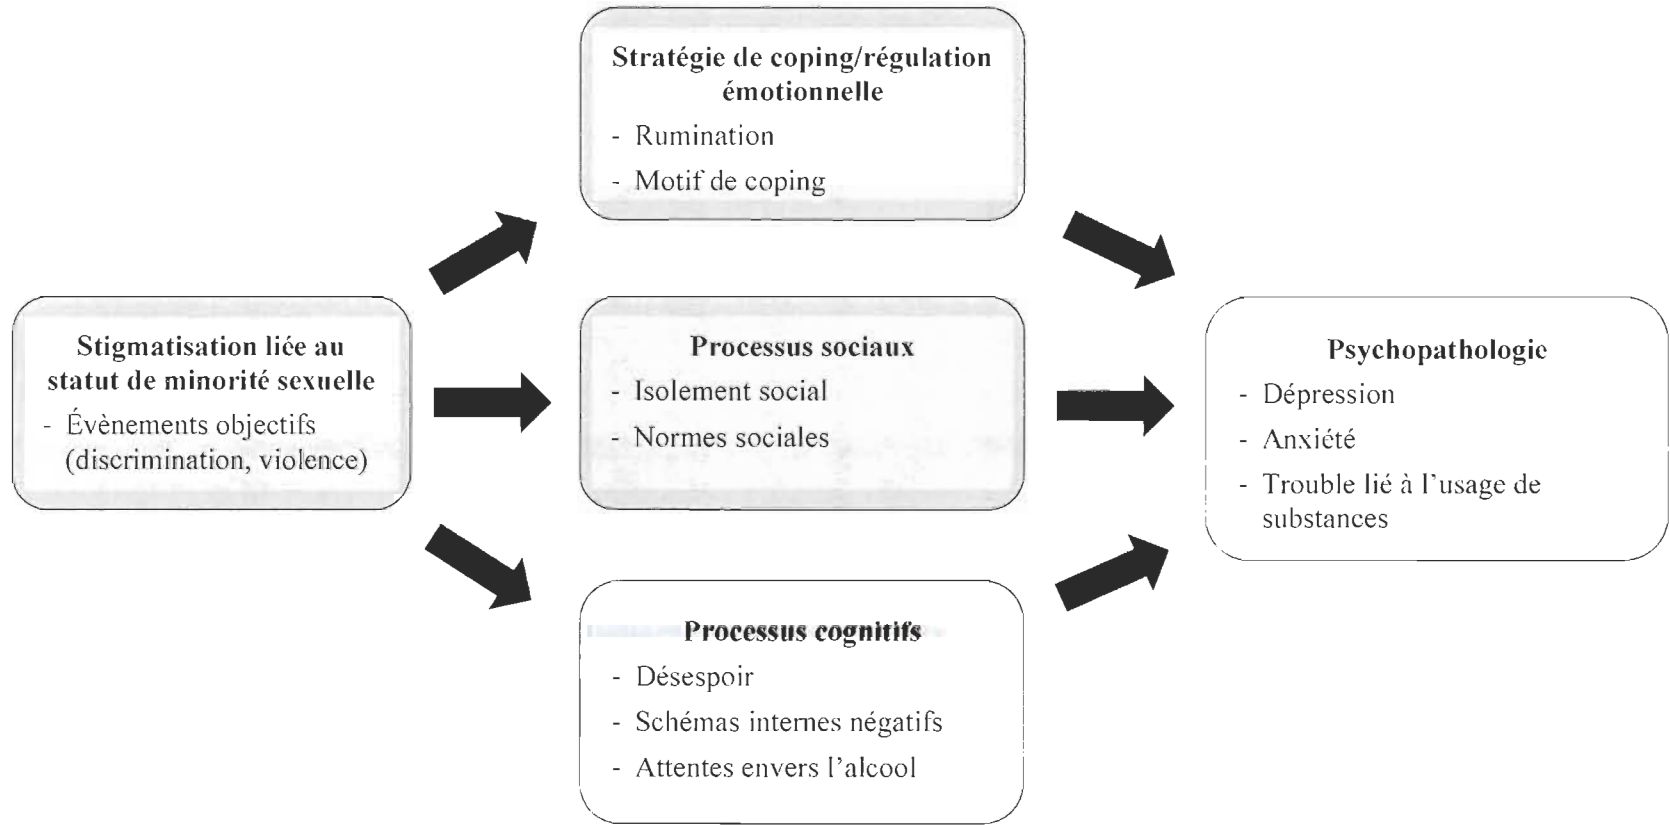 Stratégie de coping/régulation
émotionnelle
- Rumination
- Motif de coping
Stigmatisation liée au
statut de minorité sexuelle
- Évènements objectifs
(discrimination, violence)
Processus sociaux
- Isolement social
- Normes sociales
Processus cognitifs
- Désespoir
- Schémas internes négatifs
- Attentes envers l'alcool
Psychopathologie
- Dépression
- Anxiété
- Trouble lié à l'usage de
substances